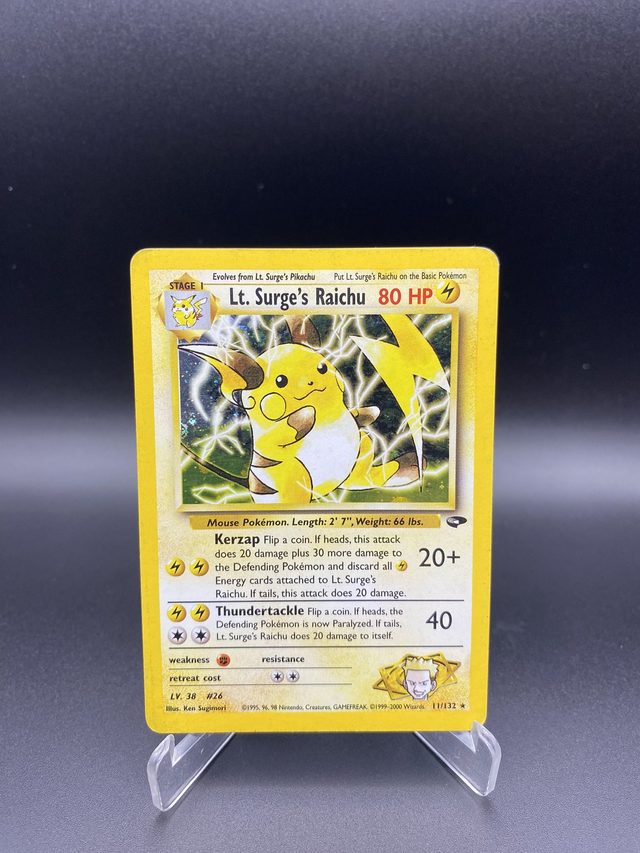 Evolves from Lt. Surge's Pikachu Put Lt. Surge's Raichu on the Basic Pokémon
STAGE 1
Lt. Surge's Raichu 80 HP
Mouse Pokémon. Length: 2' 7", Weight: 66 lbs.
Kerzap Flip a coin. If heads, this attack
does 20 damage plus 30 more damage to
the Defending Pokémon and discard all
Energy cards attached to Lt. Surge's
Raichu. If tails, this attack does 20 damage.
20+
Thundertackle Flip a coin. If heads, the
Defending Pokémon is now Paralyzed. If tails,
Lt. Surge's Raichu does 20 damage to itself.
40
weakness resistance
retreat cost
LV. 38 #26
Illus. Ken Sugimori ©1995, 96, 98 Nintendo, Creatures, GAMEFREAK. ©1999-2000 Wizards. 11/132 ★